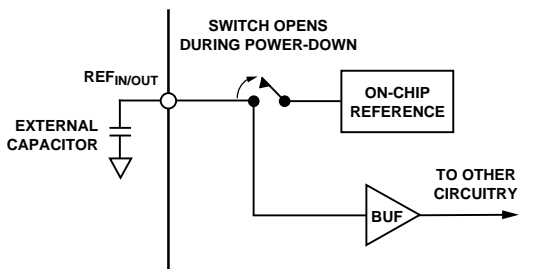 SWITCH OPENS
DURING POWER-DOWN
REFIN/OUT
ON-CHIP
REFERENCE
EXTERNAL
CAPACITOR
TO OTHER
CIRCUITRY
BUF